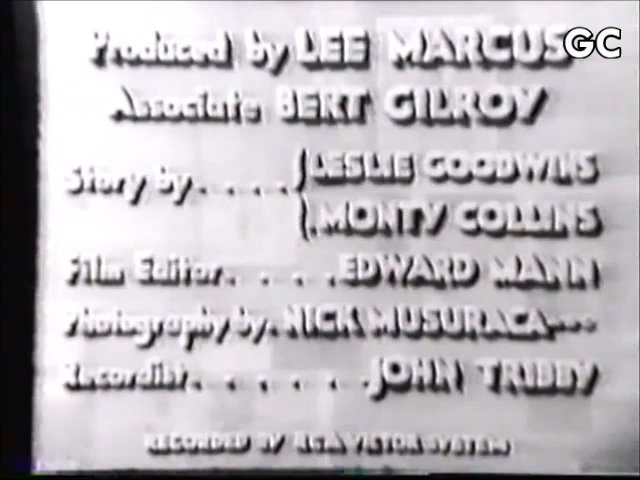 Produced by LEE MARCUS
GC
Associate BERT GILROY
Story by.....{LESLIE GOODWINS
MONTY COLLINS
Film Editor.....EDWARD MANN
Photography by.NICK MUSURACA---
Recordist.......JOHN TRIBBY
RECORDED BY RCA VICTOR SYSTEM